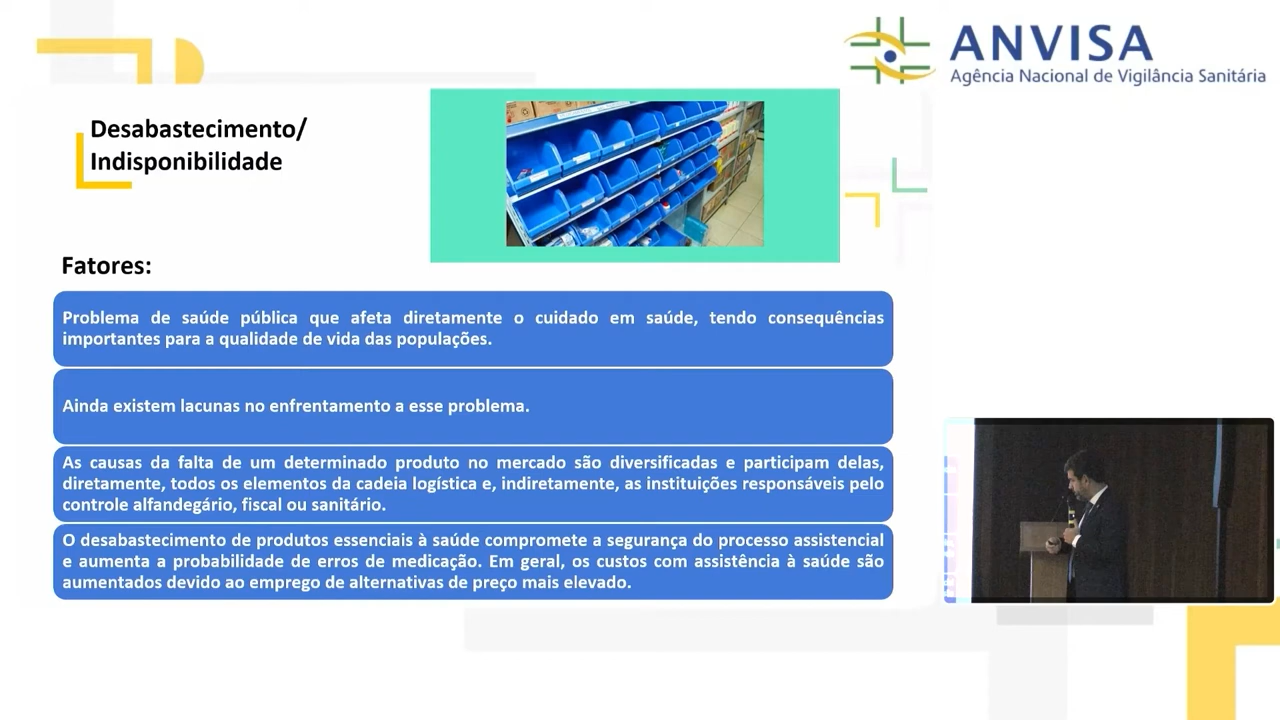 ANVISA
Agência Nacional de Vigilância Sanitária
Desabastecimento/
Indisponibilidade
Fatores:
Problema de saúde pública que afeta diretamente o cuidado em saúde, tendo consequências
importantes para a qualidade de vida das populações.
Ainda existem lacunas no enfrentamento a esse problema.
As causas da falta de um determinado produto no mercado são diversificadas e participam delas,
diretamente, todos os elementos da cadeia logística e, indiretamente, as instituições responsáveis pelo
controle alfandegário, fiscal ou sanitário.
O desabastecimento de produtos essenciais à saúde compromete a segurança do processo assistencial
e aumenta a probabilidade de erros de medicação. Em geral, os custos com assistência à saúde são
aumentados devido ao emprego de alternativas de preço mais elevado.